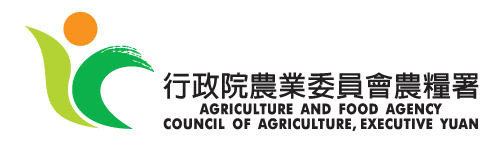 行政院農業委員會農糧署
AGRICULTURE AND FOOD AGENCY
COUNCIL OF AGRICULTURE, EXECUTIVE YUAN